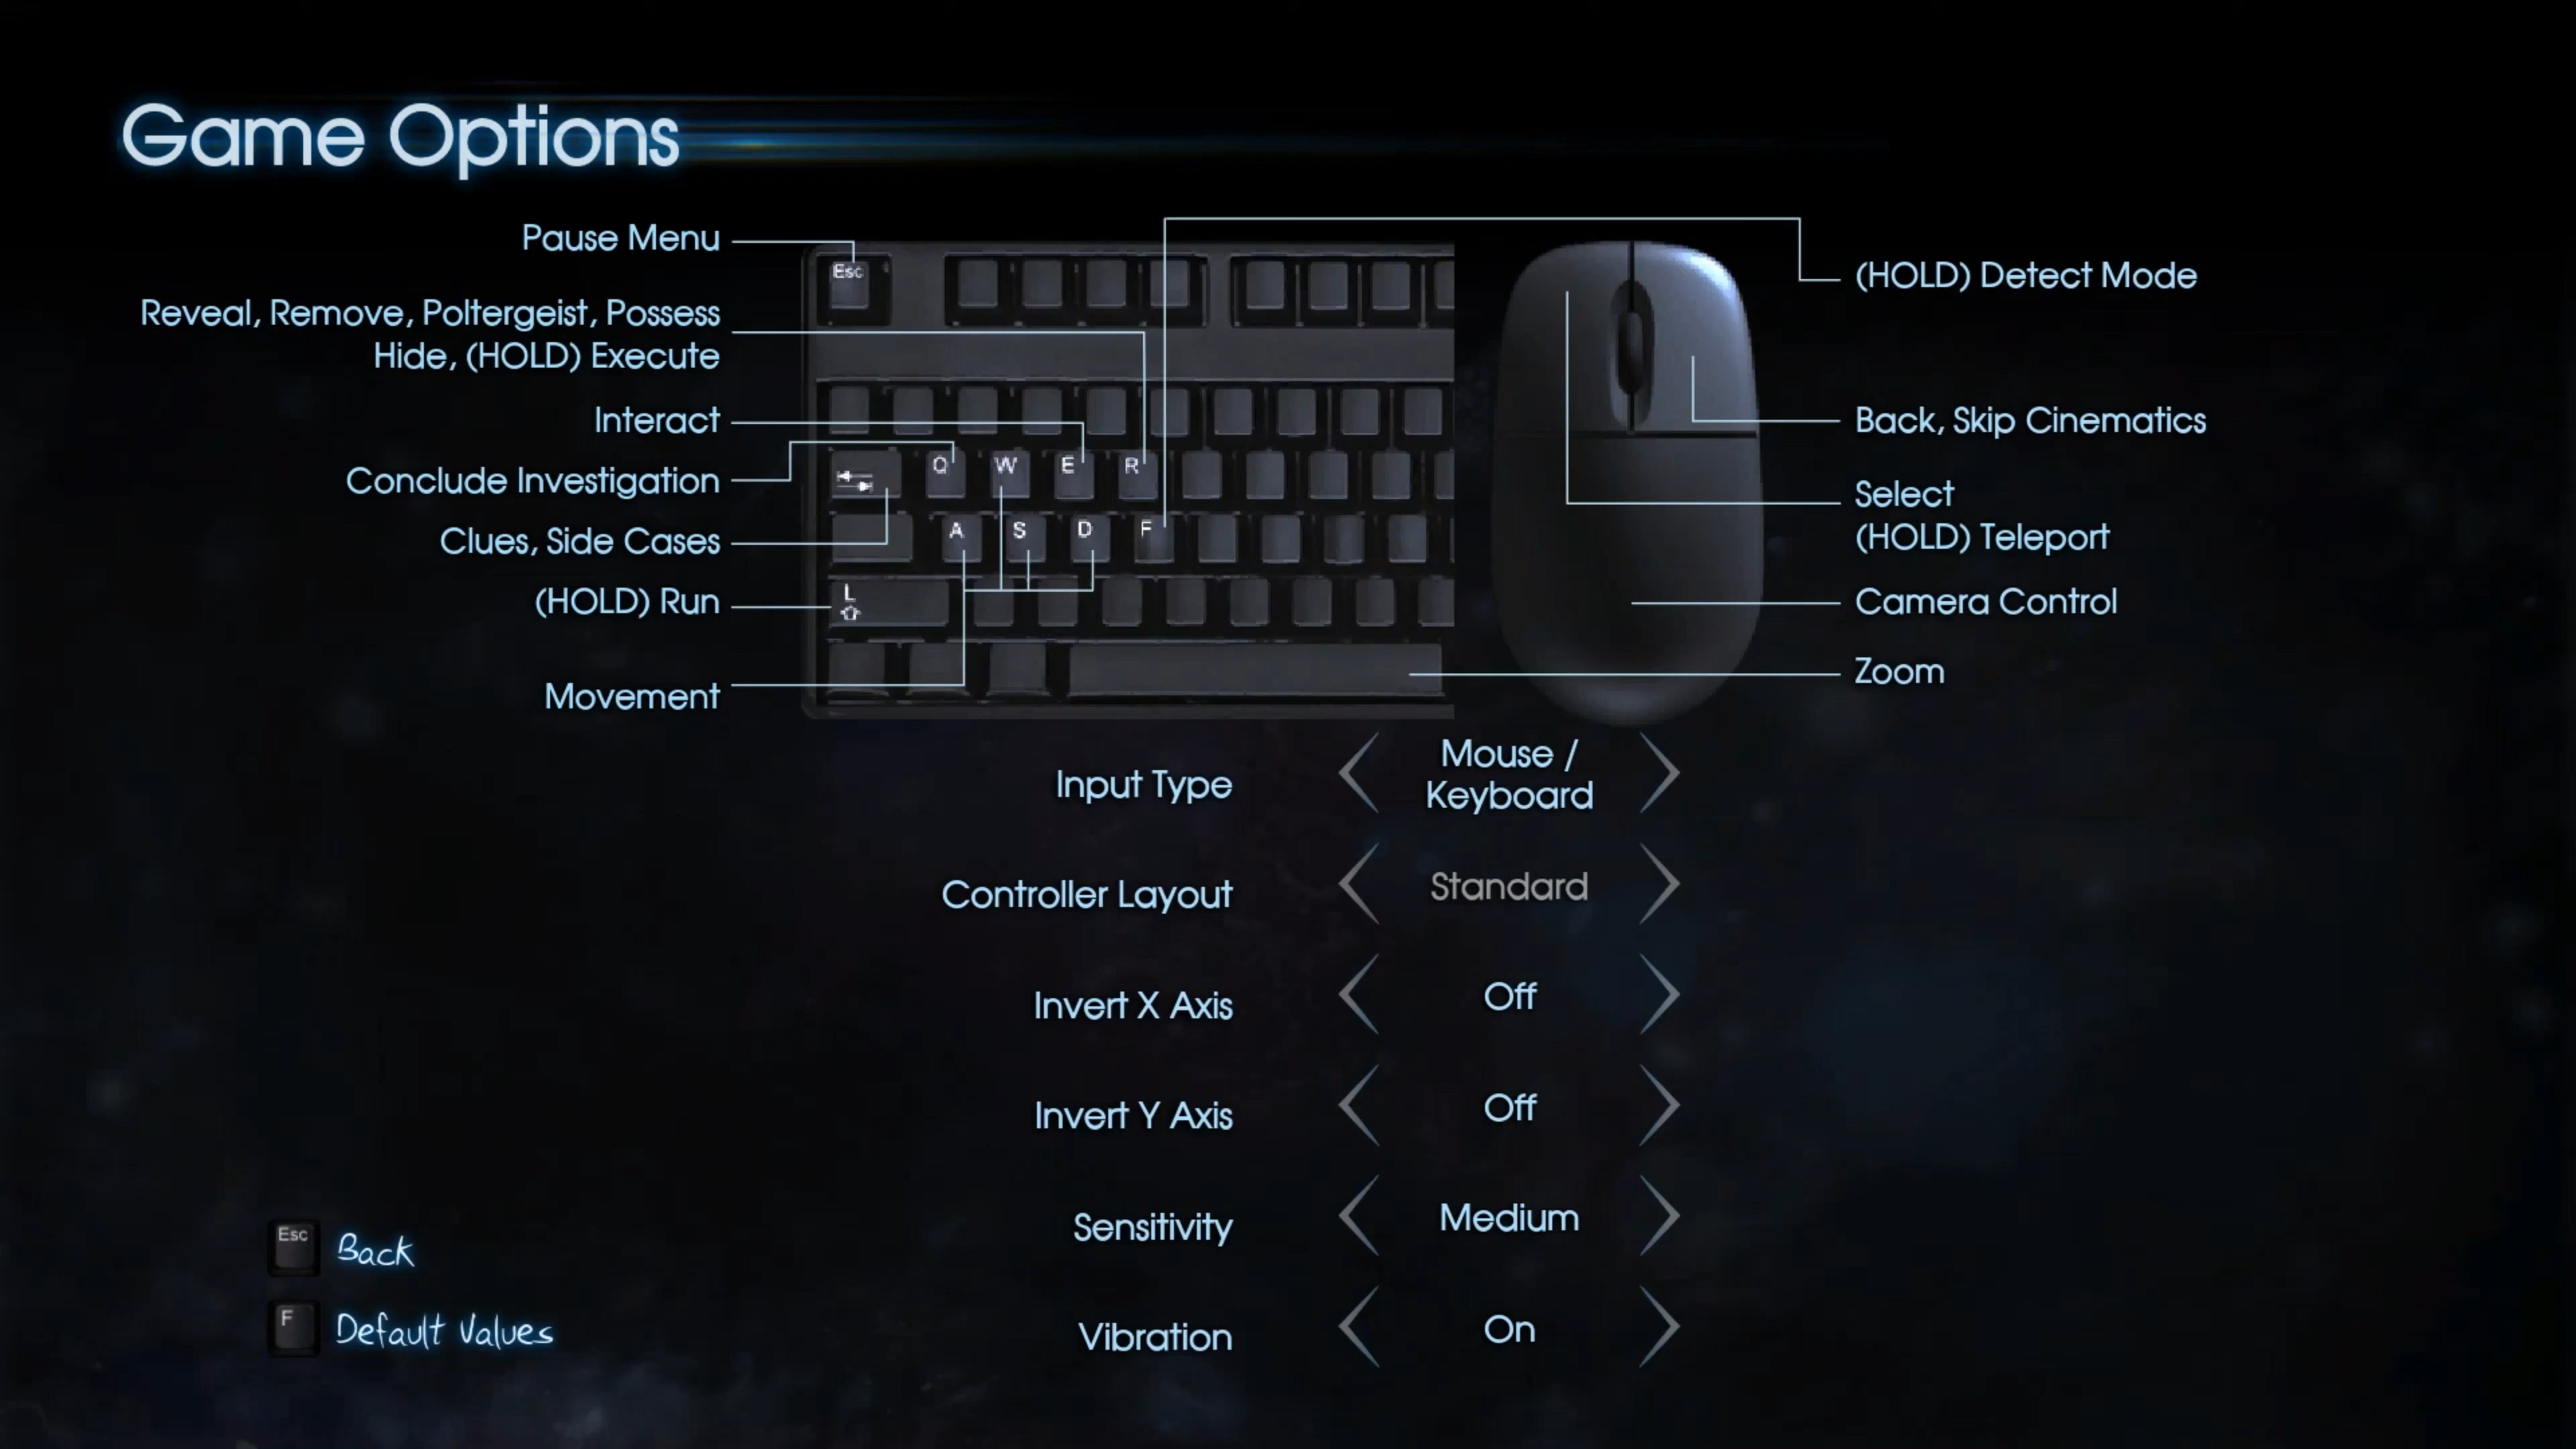 Game Options
Pause Menu
Reveal, Remove, Poltergeist, Possess
Hide, (HOLD) Execute
Interact
Conclude Investigation
Clues, Side Cases
(HOLD) Run
Movement
Esc
Q W E R
A S D F
L
(HOLD) Detect Mode
Back, Skip Cinematics
Select
(HOLD) Teleport
Camera Control
Zoom
Input Type
Mouse /
Keyboard
Controller Layout
Standard
Invert X Axis
Off
Invert Y Axis
Off
Sensitivity
Medium
Vibration
On
Esc Back
F Default Values